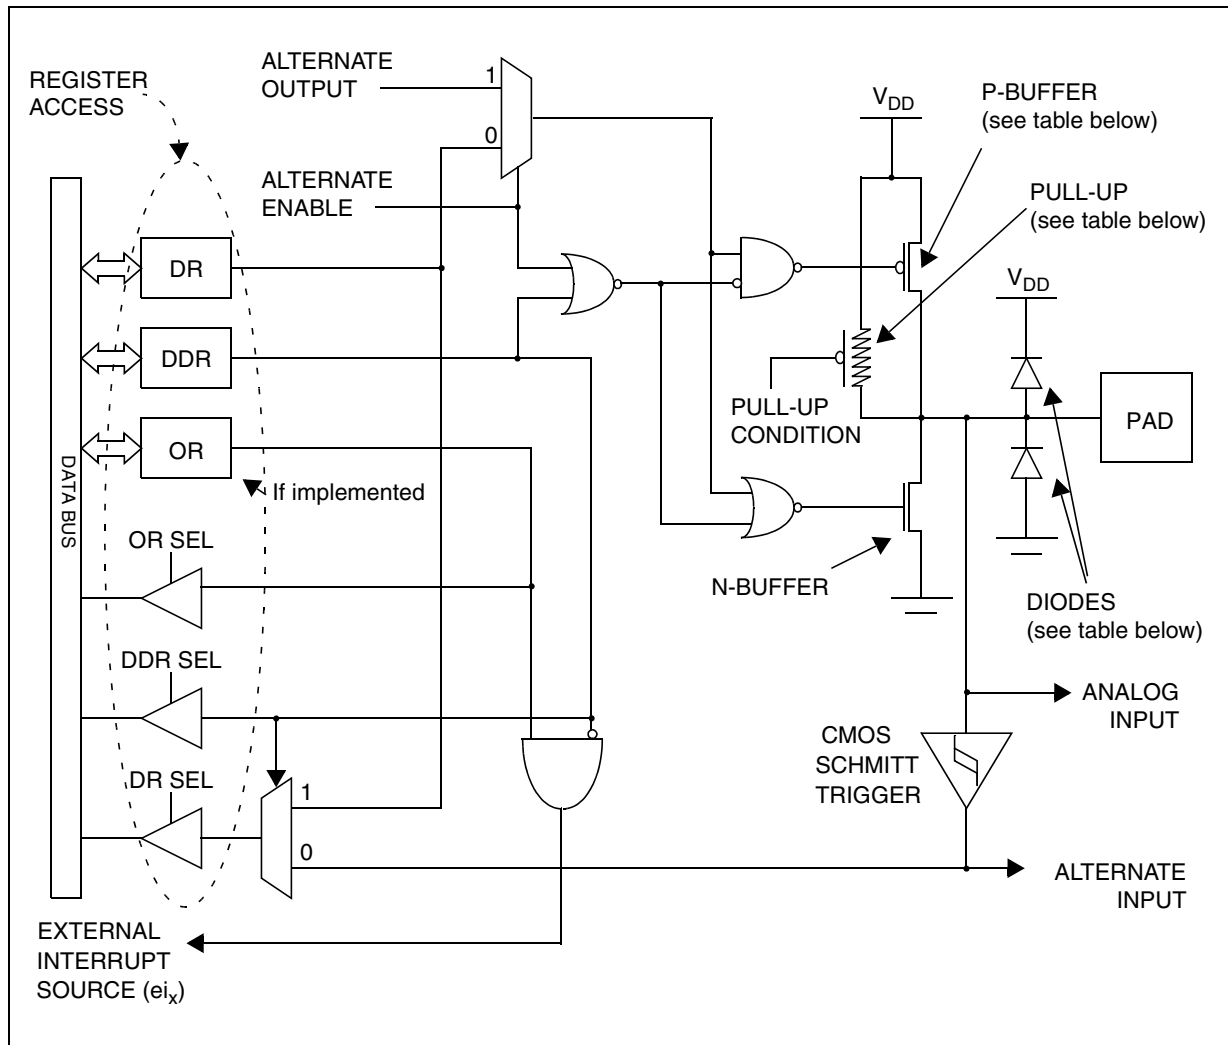 ALTERNATE
OUTPUT
1
0
REGISTER
ACCESS
ALTERNATE
ENABLE
V_DD
P-BUFFER
(see table below)
PULL-UP
(see table below)
V_DD
DR
DDR
OR
If implemented
DATA BUS
PULL-UP
CONDITION
PAD
OR SEL
N-BUFFER
DIODES
(see table below)
DDR SEL
ANALOG
INPUT
CMOS
SCHMITT
TRIGGER
DR SEL
1
0
ALTERNATE
INPUT
EXTERNAL
INTERRUPT
SOURCE (ei_x)